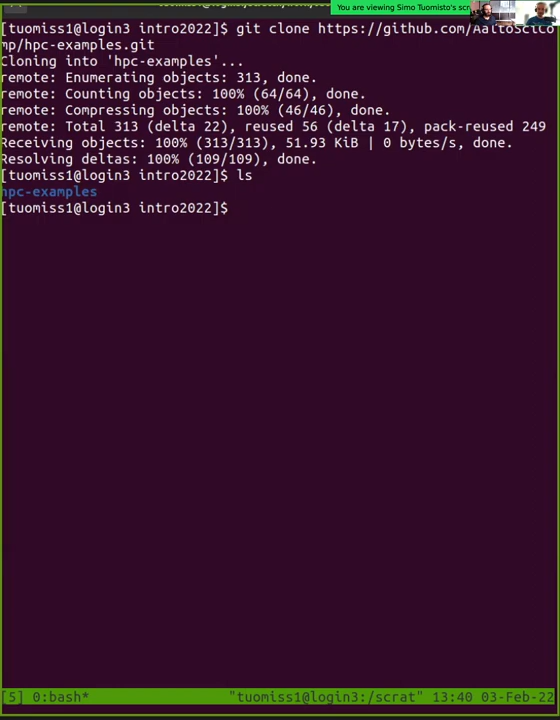 You are viewing Simo Tuomisto's scr
[tuomiss1@login3 intro2022]$ git clone https://github.com/AaltoSciCo
mp/hpc-examples.git
Cloning into 'hpc-examples'...
remote: Enumerating objects: 313, done.
remote: Counting objects: 100% (64/64), done.
remote: Compressing objects: 100% (46/46), done.
remote: Total 313 (delta 22), reused 56 (delta 17), pack-reused 249
Receiving objects: 100% (313/313), 51.93 KiB | 0 bytes/s, done.
Resolving deltas: 100% (109/109), done.
[tuomiss1@login3 intro2022]$ ls
hpc-examples
[tuomiss1@login3 intro2022]$
[5] 0:bash* "tuomiss1@login3:/scrat" 13:40 03-Feb-22